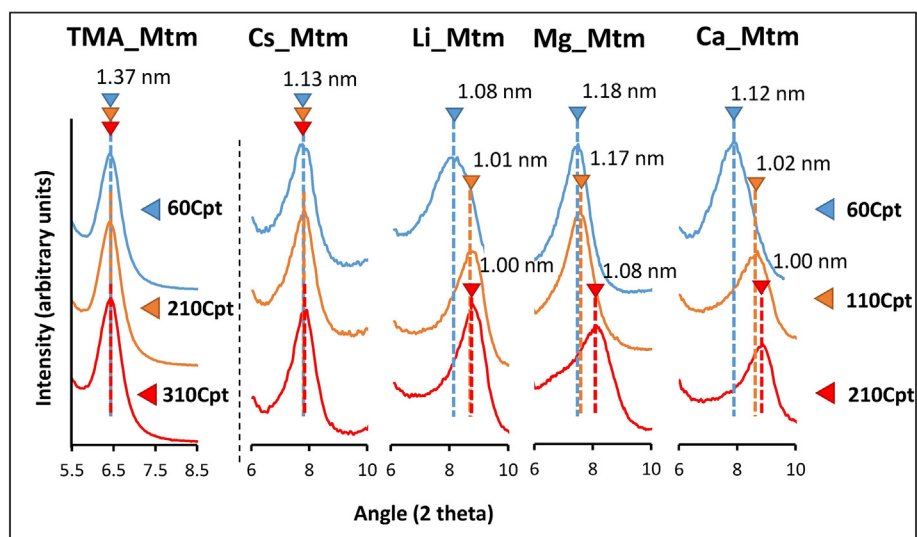 TMA_Mtm Cs_Mtm Li_Mtm Mg_Mtm Ca_Mtm
1.37 nm 1.13 nm 1.08 nm 1.18 nm 1.12 nm
1.01 nm 1.17 nm 1.02 nm
60Cpt 60Cpt
1.00 nm 1.08 nm 1.00 nm
210Cpt 110Cpt
310Cpt 210Cpt
Intensity (arbitrary units)
5.5 6.5 7.5 8.5 6 8 10 6 8 10 6 8 10 6 8 10
Angle (2 theta)